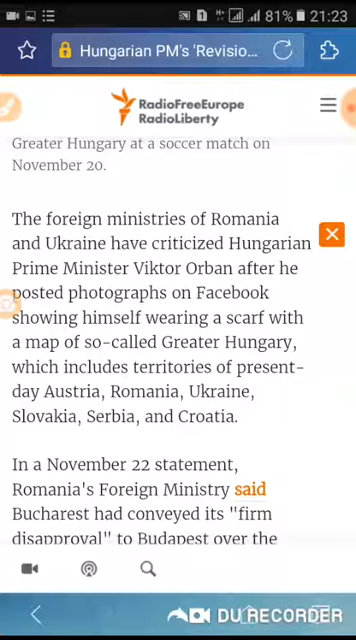 81% 21:23
Hungarian PM's 'Revisio...
RadioFreeEurope
RadioLiberty
Greater Hungary at a soccer match on
November 20.
The foreign ministries of Romania
and Ukraine have criticized Hungarian
Prime Minister Viktor Orban after he
posted photographs on Facebook
showing himself wearing a scarf with
a map of so-called Greater Hungary,
which includes territories of present-
day Austria, Romania, Ukraine,
Slovakia, Serbia, and Croatia.
In a November 22 statement,
Romania's Foreign Ministry said
Bucharest had conveyed its "firm
disapproval" to Budapest over the
DU RECORDER